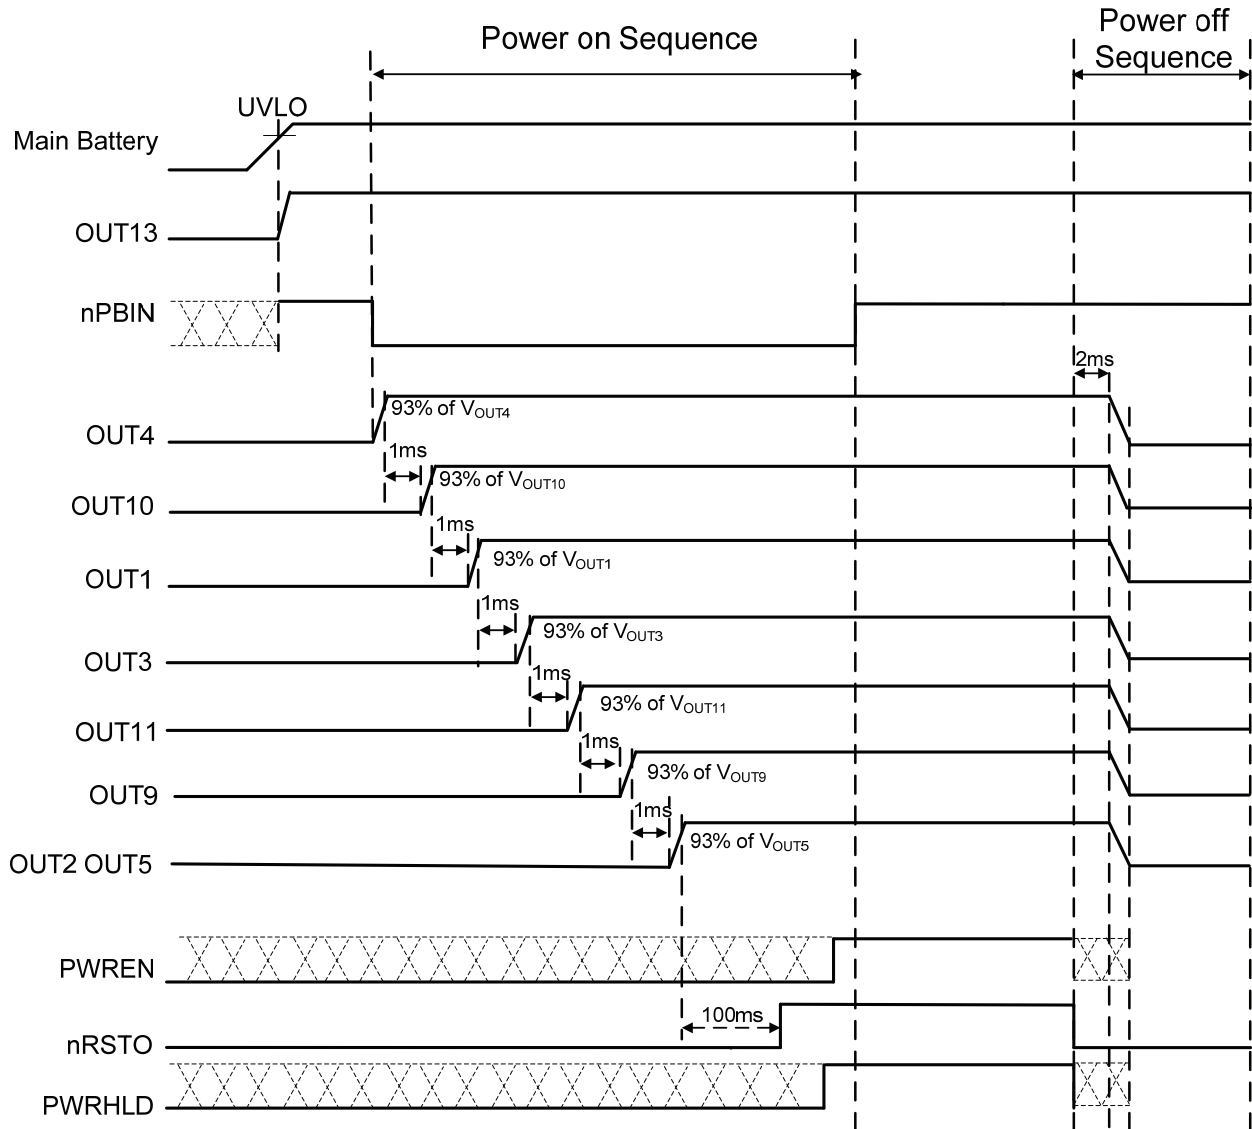 Power on Sequence
Power off
Sequence
UVLO
Main Battery
OUT13
nPBIN
2ms
93% of VOUT4
OUT4
1ms
93% of VOUT10
OUT10
1ms
93% of VOUT1
OUT1
1ms
93% of VOUT3
OUT3
1ms
93% of VOUT11
OUT11
1ms
93% of VOUT9
OUT9
1ms
93% of VOUT5
OUT2 OUT5
PWREN
100ms
nRSTO
PWRHLD